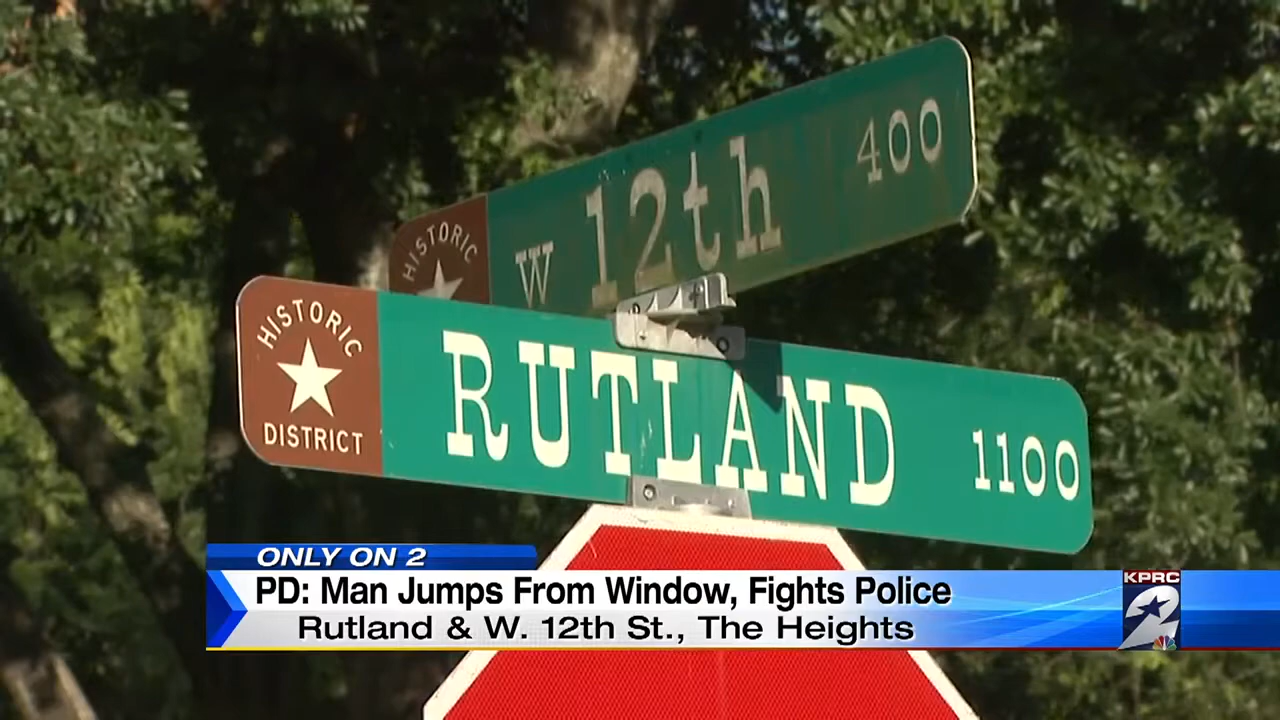 W 12th 400
HISTORIC
HISTORIC
DISTRICT
RUTLAND 1100
ONLY ON 2
PD: Man Jumps From Window, Fights Police
Rutland & W. 12th St., The Heights
KPRC
2